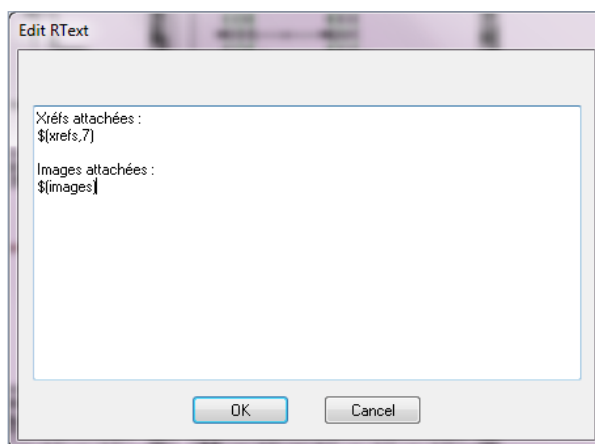 Edit RText
Xréfs attachées :
$(xrefs,7)
Images attachées :
$(images)
OK
Cancel